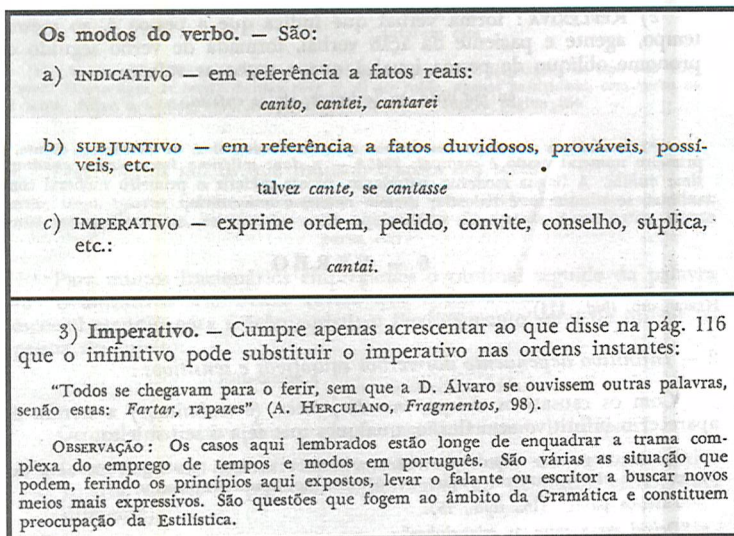 Os modos do verbo. — São:
a) INDICATIVO — em referência a fatos reais:
canto, cantei, cantarei
b) SUBJUNTIVO — em referência a fatos duvidosos, prováveis, possí-
veis, etc.
talvez cante, se cantasse
c) IMPERATIVO — exprime ordem, pedido, convite, conselho, súplica,
etc.:
cantai.
3) Imperativo. — Cumpre apenas acrescentar ao que disse na pág. 116
que o infinitivo pode substituir o imperativo nas ordens instantes:
"Todos se chegavam para o ferir, sem que a D. Álvaro se ouvissem outras palavras,
senão estas: Fartar, rapazes" (A. HERCULANO, Fragmentos, 98).
OBSERVAÇÃO: Os casos aqui lembrados estão longe de enquadrar a trama com-
plexa do emprego de tempos e modos em português. São várias as situação que
podem, ferindo os princípios aqui expostos, levar o falante ou escritor a buscar novos
meios mais expressivos. São questões que fogem ao âmbito da Gramática e constituem
preocupação da Estilística.